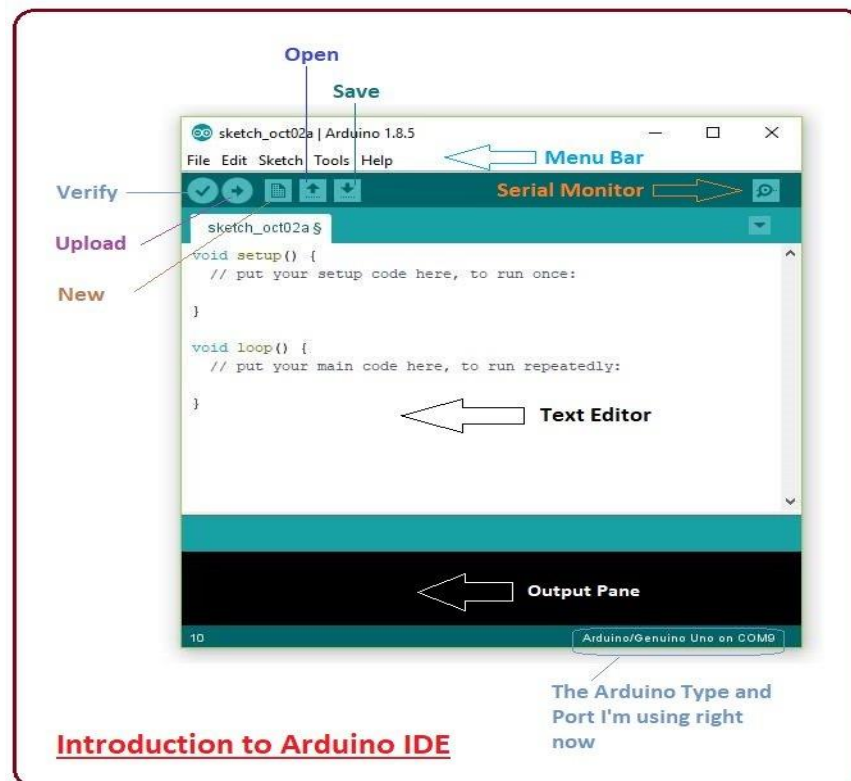 Open
Save
sketch_oct02a | Arduino 1.8.5
File Edit Sketch Tools Help
Menu Bar
Verify
Serial Monitor
sketch_oct02a §
Upload
void setup() {
// put your setup code here, to run once:
New
}
void loop() {
// put your main code here, to run repeatedly:
}
Text Editor
Output Pane
10
Arduino/Genuino Uno on COM9
The Arduino Type and
Port I'm using right
now
Introduction to Arduino IDE